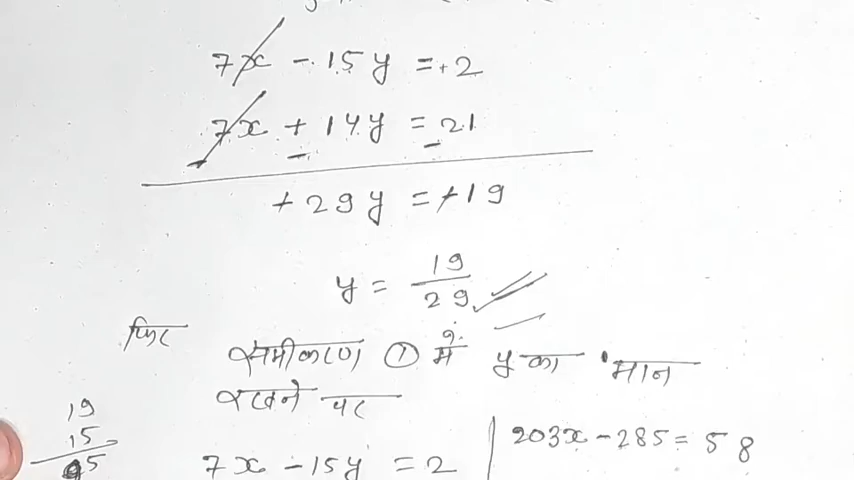 7x - 15y = +2
7x + 14y = 21
- - -
+ 29y = +19
y = 19/29
फिर
समीकरण ① में y का मान
रखने पर
19
15
95
7x - 15y = 2
203x - 285 = 58